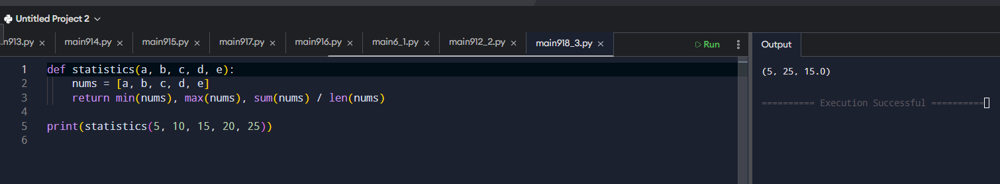 Untitled Project 2
...n913.py × main914.py × main915.py × main917.py × main916.py × main6_1.py × main912_2.py × main918_3.py × Run Output
1 def statistics(a, b, c, d, e):
2     nums = [a, b, c, d, e]
3     return min(nums), max(nums), sum(nums) / len(nums)
4
5 print(statistics(5, 10, 15, 20, 25))
6
(5, 25, 15.0)
========== Execution Successful ==========